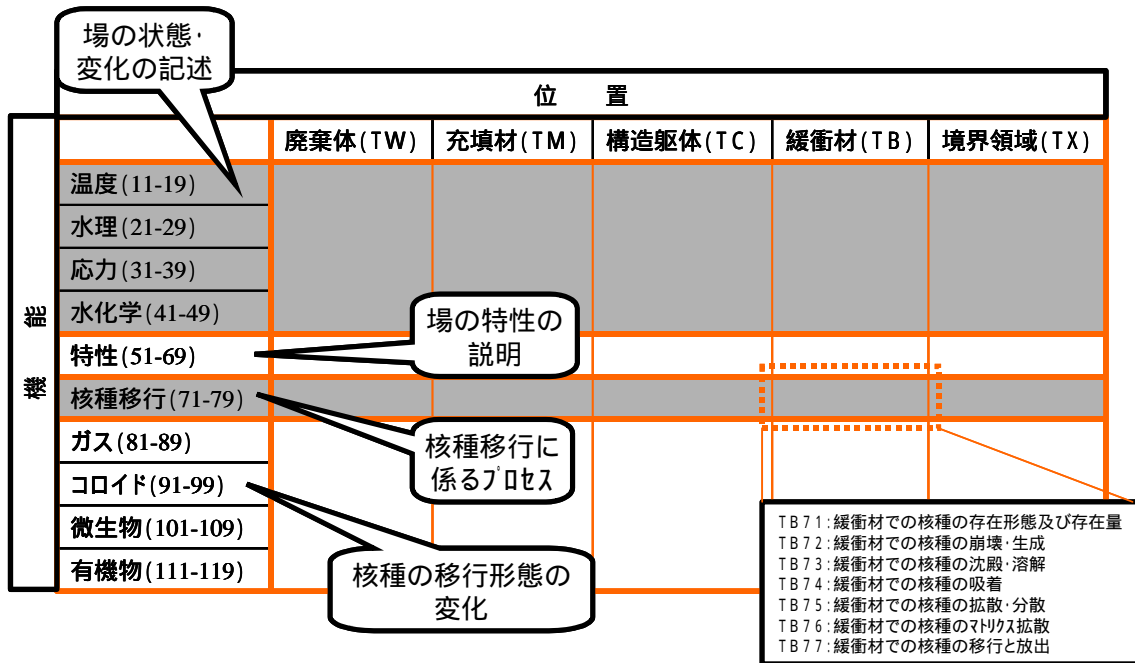 場の状態･
変化の記述
位 置
機 能
廃棄体(TW) 充填材(TM) 構造躯体(TC) 緩衝材(TB) 境界領域(TX)
温度(11-19)
水理(21-29)
応力(31-39)
水化学(41-49)
特性(51-69)
核種移行(71-79)
ガス(81-89)
コロイド(91-99)
微生物(101-109)
有機物(111-119)
場の特性の
説明
核種移行に
係るﾌﾟﾛｾｽ
核種の移行形態の
変化
TB71:緩衝材での核種の存在形態及び存在量
TB72:緩衝材での核種の崩壊･生成
TB73:緩衝材での核種の沈殿･溶解
TB74:緩衝材での核種の吸着
TB75:緩衝材での核種の拡散･分散
TB76:緩衝材での核種のﾏﾄﾘｸｽ拡散
TB77:緩衝材での核種の移行と放出